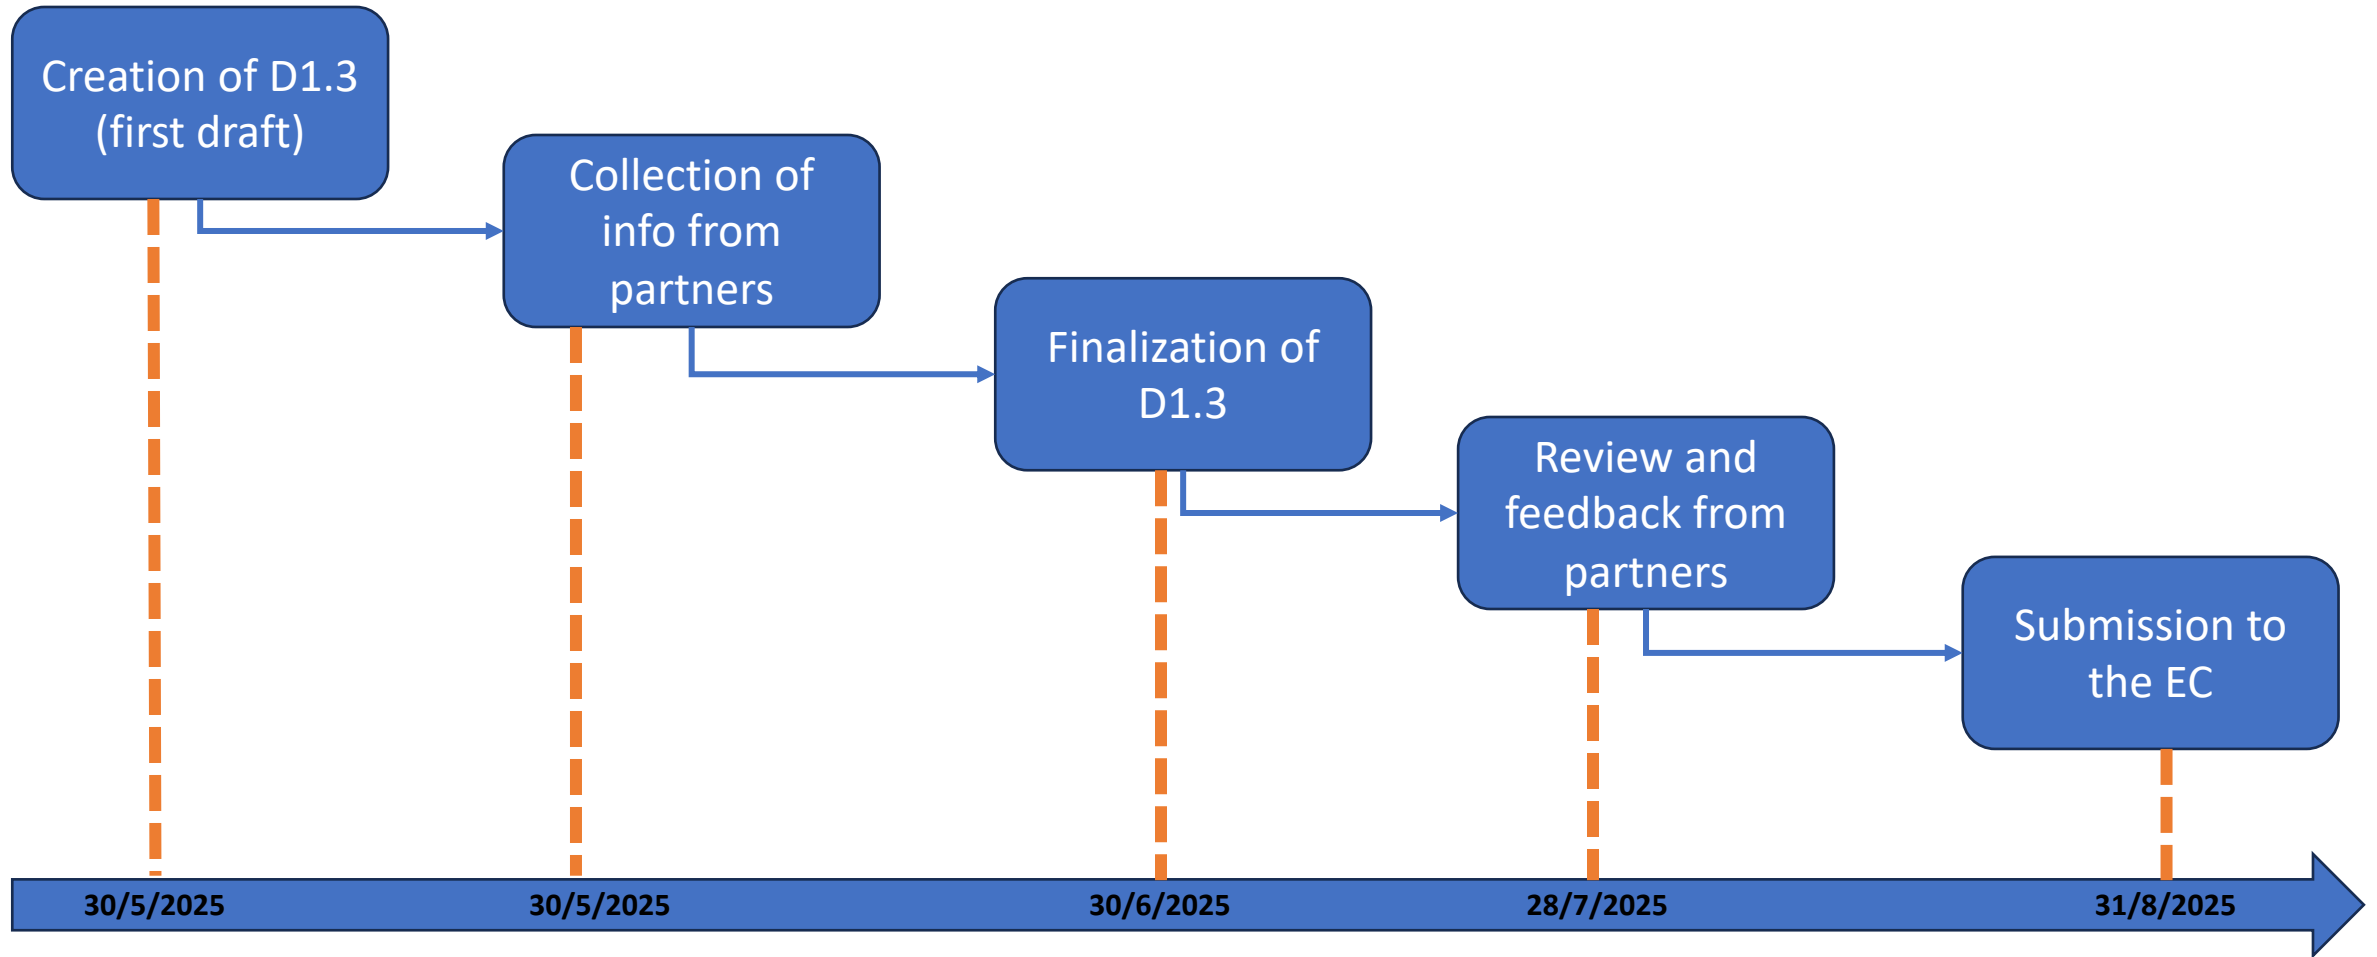 Creation of D1.3
(first draft)
Collection of
info from
partners
Finalization of
D1.3
Review and
feedback from
partners
Submission to
the EC
30/5/2025
30/5/2025
30/6/2025
28/7/2025
31/8/2025